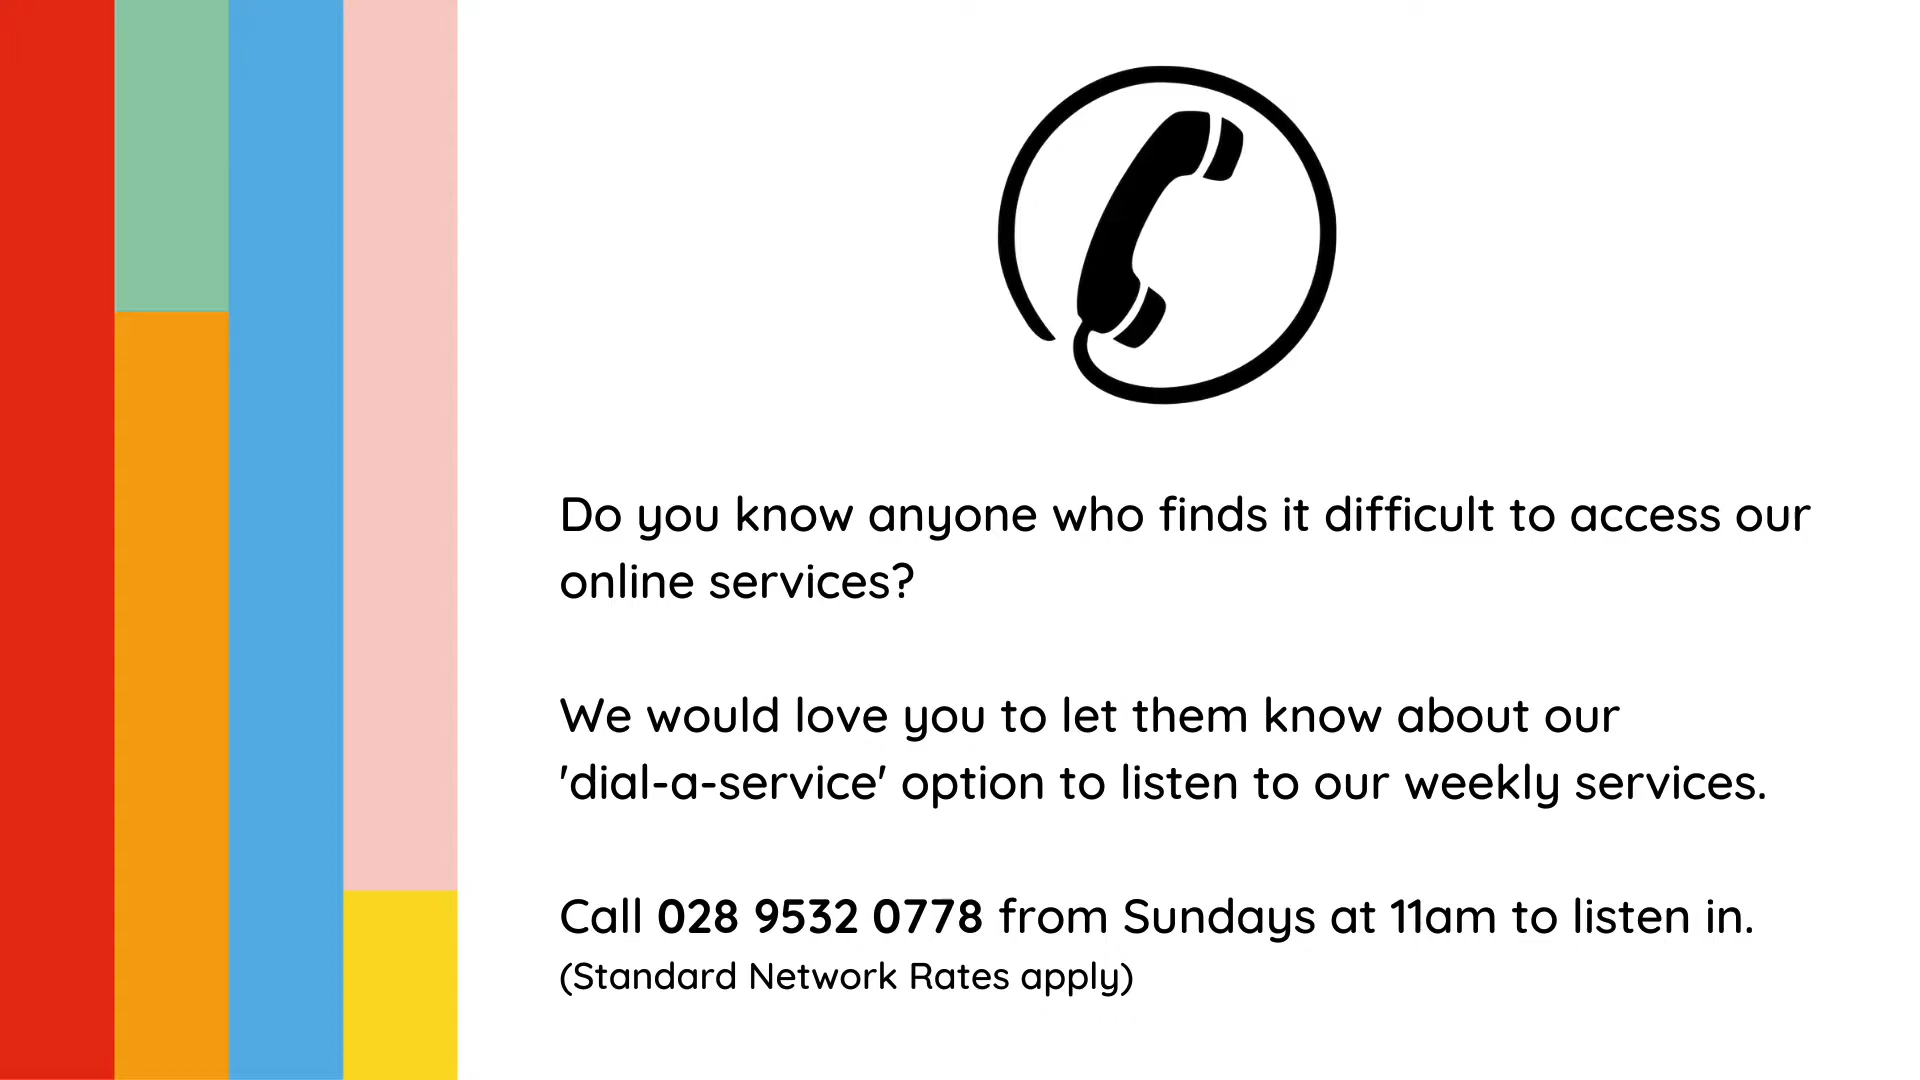 Do you know anyone who finds it difficult to access our
online services?
We would love you to let them know about our
'dial-a-service' option to listen to our weekly services.
Call 028 9532 0778 from Sundays at 11am to listen in.
(Standard Network Rates apply)